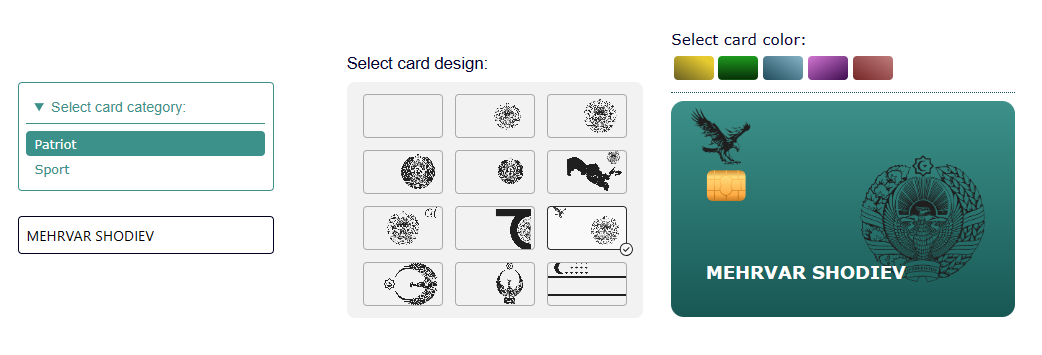 Select card category:
Patriot
Sport
MEHRVAR SHODIEV
Select card design:
Select card color:
MEHRVAR SHODIEV